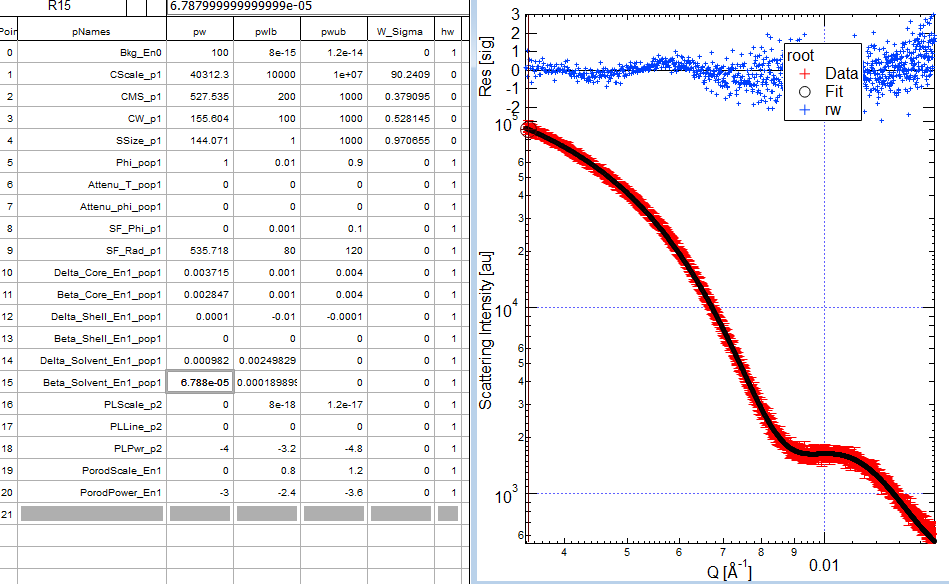 R15 6.787999999999999e-05
Poin pNames pw pwlb pwub W_Sigma hw
0 Bkg_En0 100 8e-15 1.2e-14 0 1
1 CScale_p1 40312.3 10000 1e+07 90.2409 0
2 CMS_p1 527.535 200 1000 0.379095 0
3 CW_p1 155.604 100 1000 0.528145 0
4 SSize_p1 144.071 1 1000 0.970655 0
5 Phi_pop1 1 0.01 0.9 0 1
6 Attenu_T_pop1 0 0 0 0 1
7 Attenu_phi_pop1 0 0 0 0 1
8 SF_Phi_p1 0 0.001 0.1 0 1
9 SF_Rad_p1 535.718 80 120 0 1
10 Delta_Core_En1_pop1 0.003715 0.001 0.004 0 1
11 Beta_Core_En1_pop1 0.002847 0.001 0.004 0 1
12 Delta_Shell_En1_pop1 0.0001 -0.01 -0.0001 0 1
13 Beta_Shell_En1_pop1 0 0 0 0 1
14 Delta_Solvent_En1_pop1 0.000982 0.00249829 0 0 1
15 Beta_Solvent_En1_pop1 6.788e-05 0.000189899 0 0 1
16 PLScale_p2 0 8e-18 1.2e-17 0 1
17 PLLine_p2 0 0 0 0 1
18 PLPwr_p2 -4 -3.2 -4.8 0 1
19 PorodScale_En1 0 0.8 1.2 0 1
20 PorodPower_En1 -3 -2.4 -3.6 0 1
21
Res [sig]
3
2
1
0
-1
-2
root
Data
Fit
rw
Scattering Intensity [au]
10^5
6
5
4
3
2
10^4
6
5
4
3
2
10^3
6
4 5 6 7 8 9 0.01
Q [Å^-1]